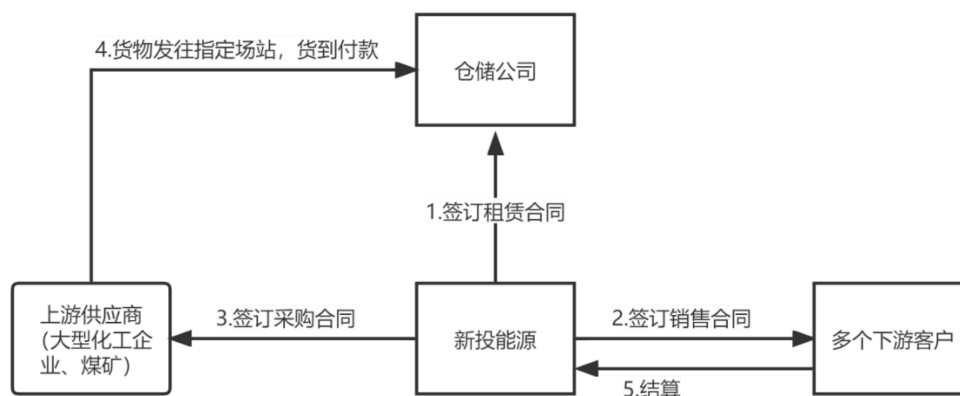 4.货物发往指定场站，货到付款
仓储公司
1.签订租赁合同
上游供应商
（大型化工企
业、煤矿）
3.签订采购合同
新投能源
2.签订销售合同
多个下游客户
5.结算